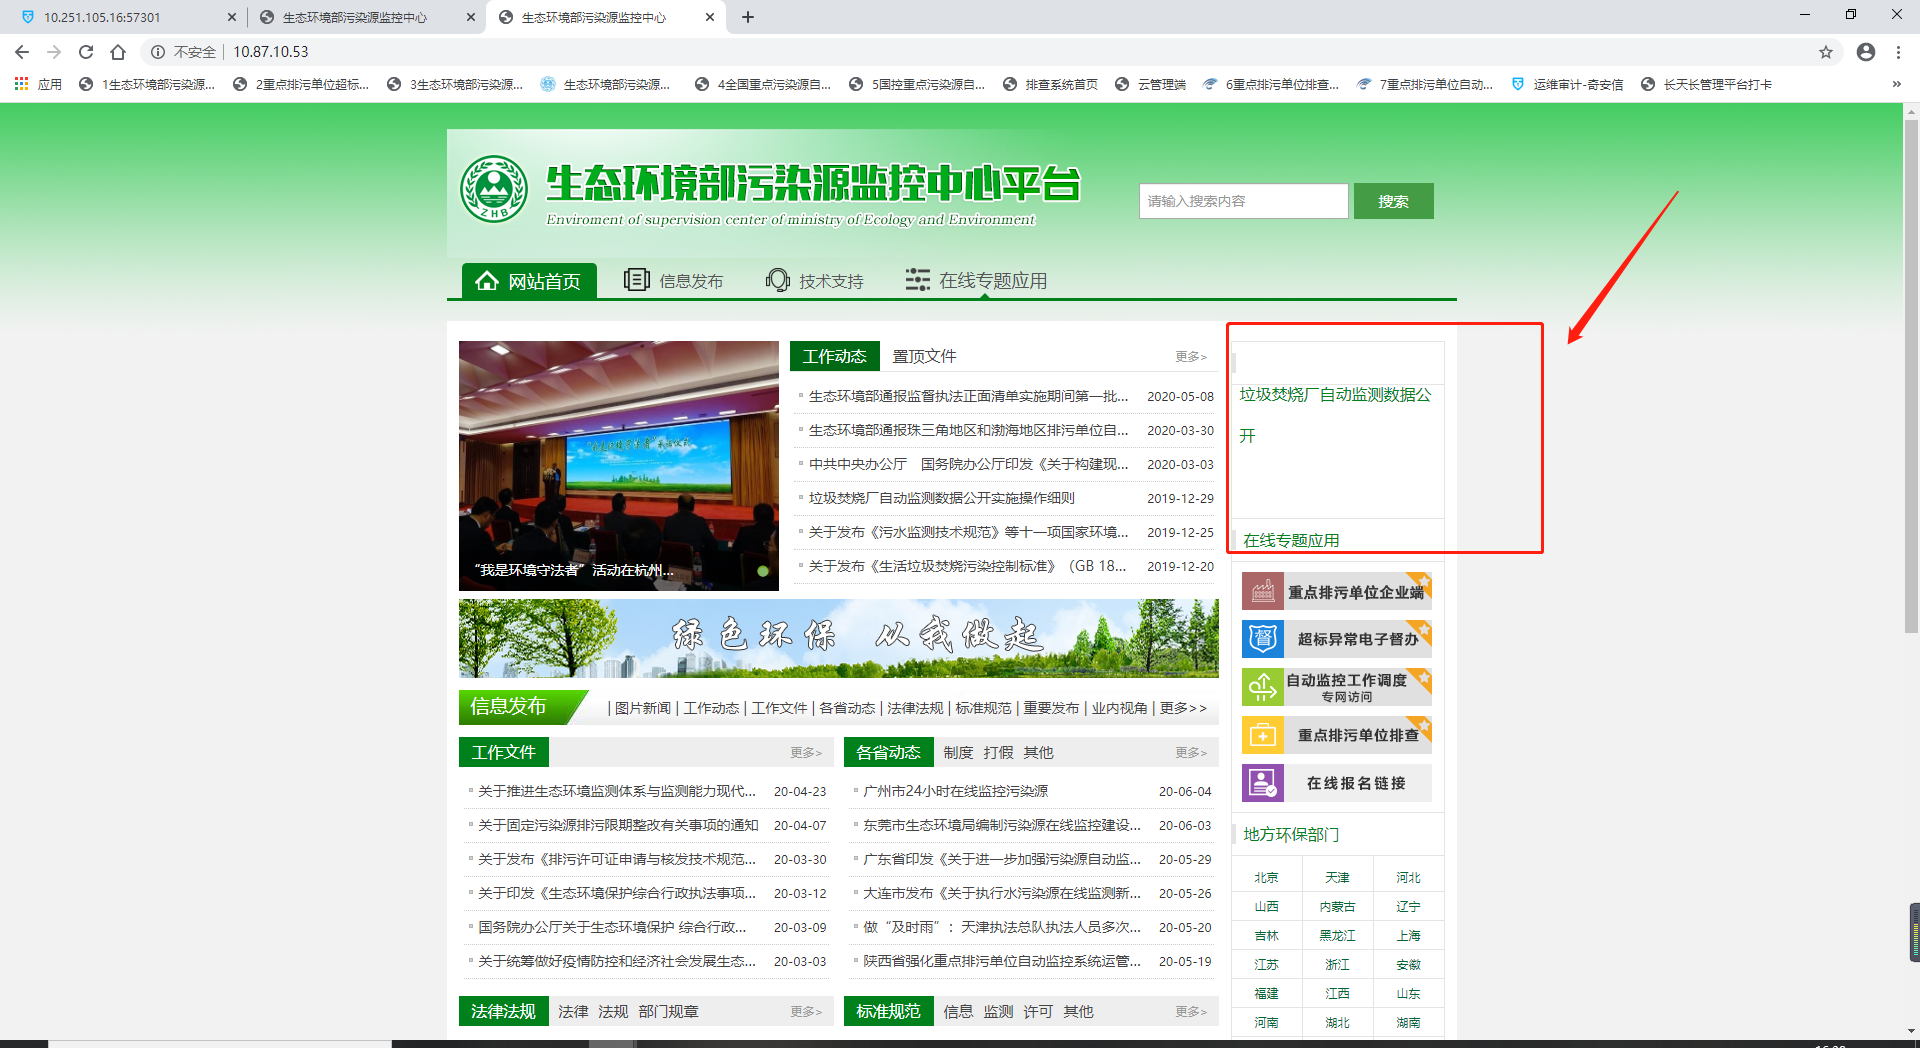 10.251.105.16:57301
生态环境部污染源监控中心
生态环境部污染源监控中心
不安全
10.87.10.53
应用
1生态环境部污染源...
2重点排污单位超标...
3生态环境部污染源...
生态环境部污染源...
4全国重点污染源自...
5国控重点污染源自...
排查系统首页
云管理端
6重点排污单位排查...
7重点排污单位自动...
运维审计-奇安信
长天长管理平台打卡
ZHB
生态环境部污染源监控中心平台
Enviroment of supervision center of ministry of Ecology and Environment
请输入搜索内容
搜索
网站首页
信息发布
技术支持
在线专题应用
“我是环境守法者”活动在杭州...
工作动态 置顶文件 更多>
生态环境部通报监督执法正面清单实施期间第一批... 2020-05-08
生态环境部通报珠三角地区和渤海地区排污单位自... 2020-03-30
中共中央办公厅 国务院办公厅印发《关于构建现... 2020-03-03
垃圾焚烧厂自动监测数据公开实施操作细则 2019-12-29
关于发布《污水监测技术规范》等十一项国家环境... 2019-12-25
关于发布《生活垃圾焚烧污染控制标准》（GB 18... 2019-12-20
垃圾焚烧厂自动监测数据公
开
在线专题应用
重点排污单位企业端
督 超标异常电子督办
自动监控工作调度
专网访问
重点排污单位排查
在线报名链接
绿色环保 从我做起
信息发布
| 图片新闻 | 工作动态 | 工作文件 | 各省动态 | 法律法规 | 标准规范 | 重要发布 | 业内视角 | 更多>>
工作文件 更多>
关于推进生态环境监测体系与监测能力现代... 20-04-23
关于固定污染源排污限期整改有关事项的通知 20-04-07
关于发布《排污许可证申请与核发技术规范... 20-03-30
关于印发《生态环境保护综合行政执法事项... 20-03-12
国务院办公厅关于生态环境保护 综合行政... 20-03-09
关于统筹做好疫情防控和经济社会发展生态... 20-03-03
各省动态 制度 打假 其他 更多>
广州市24小时在线监控污染源 20-06-04
东莞市生态环境局编制污染源在线监控建设... 20-06-03
广东省印发《关于进一步加强污染源自动监... 20-05-29
大连市发布《关于执行水污染源在线监测新... 20-05-26
做“及时雨”：天津执法总队执法人员多次... 20-05-20
陕西省强化重点排污单位自动监控系统运管... 20-05-19
地方环保部门
北京 天津 河北
山西 内蒙古 辽宁
吉林 黑龙江 上海
江苏 浙江 安徽
福建 江西 山东
河南 湖北 湖南
法律法规 法律 法规 部门规章 更多>
标准规范 信息 监测 许可 其他 更多>